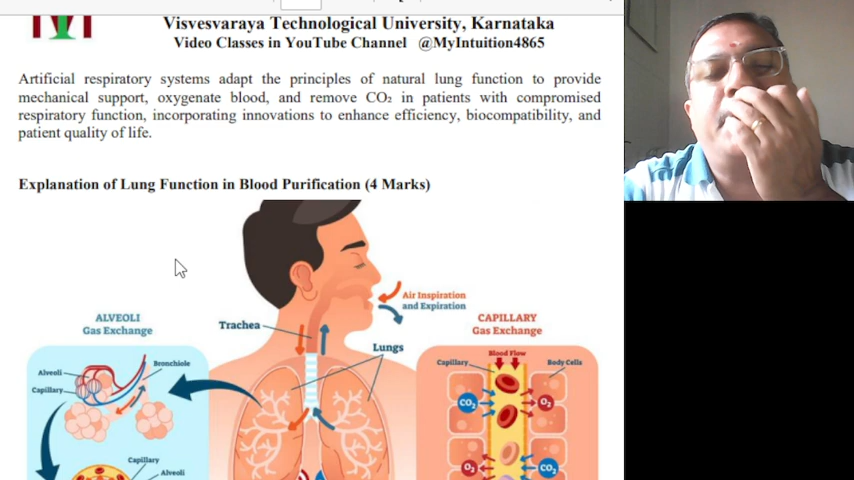 Visvesvaraya Technological University, Karnataka
Video Classes in YouTube Channel @MyIntuition4865
Artificial respiratory systems adapt the principles of natural lung function to provide
mechanical support, oxygenate blood, and remove CO₂ in patients with compromised
respiratory function, incorporating innovations to enhance efficiency, biocompatibility, and
patient quality of life.
Explanation of Lung Function in Blood Purification (4 Marks)
Air Inspiration
and Expiration
Trachea
Lungs
ALVEOLI
Gas Exchange
Bronchiole
Alveoli
Capillary
Capillary
Alveoli
CAPILLARY
Gas Exchange
Blood Flow
Capillary
Body Cells
CO₂
O₂
O₂
CO₂